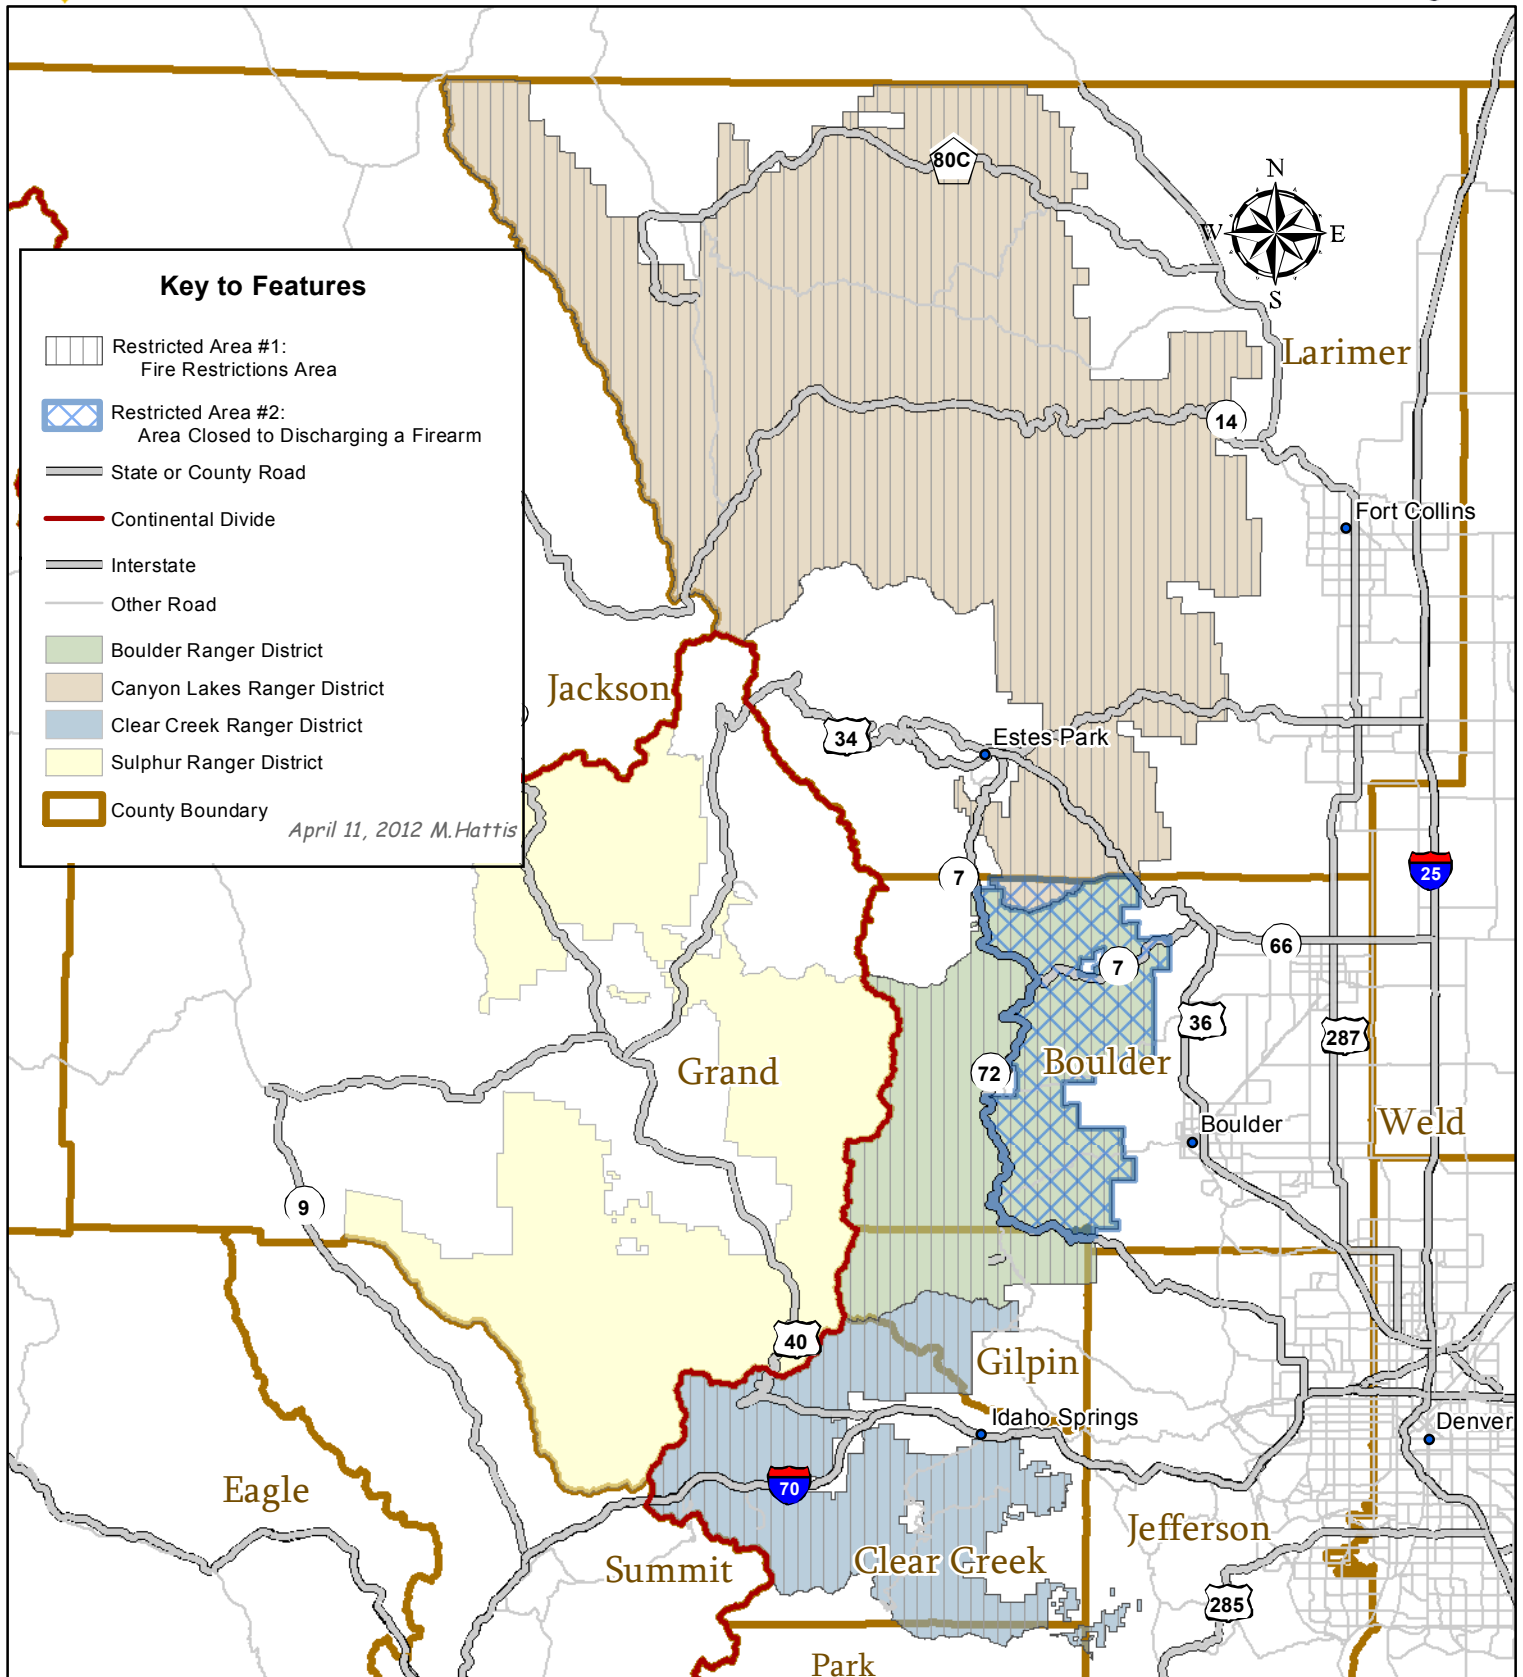 80C
N
W
E
S
Key to Features
Restricted Area #1:
Fire Restrictions Area
Restricted Area #2:
Area Closed to Discharging a Firearm
State or County Road
Continental Divide
Interstate
Other Road
Boulder Ranger District
Canyon Lakes Ranger District
Clear Creek Ranger District
Sulphur Ranger District
County Boundary
April 11, 2012 M.Hattis
Larimer
14
Fort Collins
Jackson
34
Estes Park
7
25
66
7
36
287
Grand
72
Boulder
Weld
Boulder
9
40
Gilpin
Idaho Springs
Denver
Eagle
70
Jefferson
Summit
Clear Creek
285
Park